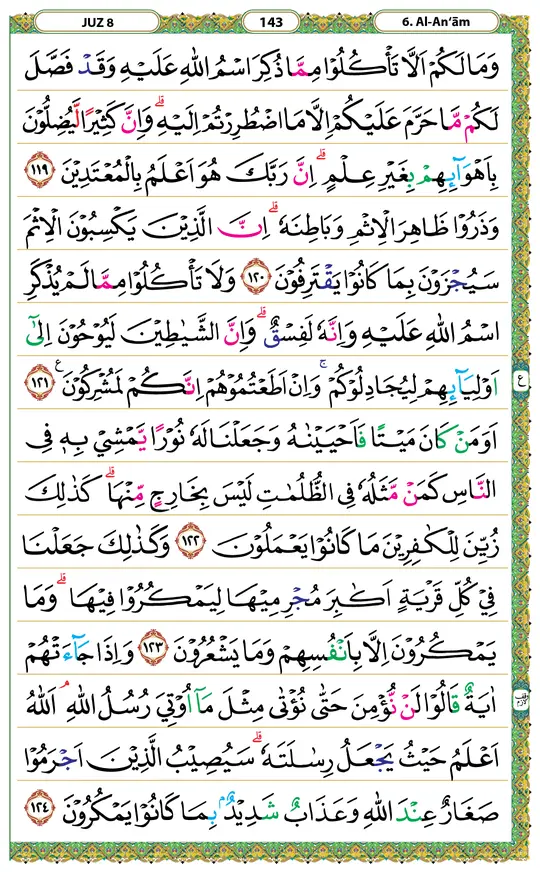 JUZ 8 143 6. Al-An‘ām
وَمَا لَكُمْ اَلَّا تَأْكُلُوْا مِمَّا ذُكِرَ اسْمُ اللّٰهِ عَلَيْهِ وَقَدْ فَصَّلَ
لَكُمْ مَّا حَرَّمَ عَلَيْكُمْ اِلَّا مَا اضْطُرِرْتُمْ اِلَيْهِ ۗ وَاِنَّ كَثِيْرًا لَّيُضِلُّوْنَ
بِاَهْوَاۤىِٕهِمْ بِغَيْرِ عِلْمٍ ۗ اِنَّ رَبَّكَ هُوَ اَعْلَمُ بِالْمُعْتَدِيْنَ ١١٩
وَذَرُوْا ظَاهِرَ الْاِثْمِ وَبَاطِنَهٗ ۗ اِنَّ الَّذِيْنَ يَكْسِبُوْنَ الْاِثْمَ
سَيُجْزَوْنَ بِمَا كَانُوْا يَقْتَرِفُوْنَ ١٢٠ وَلَا تَأْكُلُوْا مِمَّا لَمْ يُذْكَرِ
اسْمُ اللّٰهِ عَلَيْهِ وَاِنَّهٗ لَفِسْقٌ ۗ وَاِنَّ الشَّيٰطِيْنَ لَيُوْحُوْنَ اِلٰٓى
اَوْلِيَاۤىِٕهِمْ لِيُجَادِلُوْكُمْ ۚ وَاِنْ اَطَعْتُمُوْهُمْ اِنَّكُمْ لَمُشْرِكُوْنَ ࣖ ١٢١ ع
اَوَمَنْ كَانَ مَيْتًا فَاَحْيَيْنٰهُ وَجَعَلْنَا لَهٗ نُوْرًا يَّمْشِيْ بِهٖ فِى
النَّاسِ كَمَنْ مَّثَلُهٗ فِى الظُّلُمٰتِ لَيْسَ بِخَارِجٍ مِّنْهَا ۗ كَذٰلِكَ
زُيِّنَ لِلْكٰفِرِيْنَ مَا كَانُوْا يَعْمَلُوْنَ ١٢٢ وَكَذٰلِكَ جَعَلْنَا
فِيْ كُلِّ قَرْيَةٍ اَكٰبِرَ مُجْرِمِيْهَا لِيَمْكُرُوْا فِيْهَا ۗ وَمَا
يَمْكُرُوْنَ اِلَّا بِاَنْفُسِهِمْ وَمَا يَشْعُرُوْنَ ١٢٣ وَاِذَا جَاۤءَتْهُمْ
اٰيَةٌ قَالُوْا لَنْ نُّؤْمِنَ حَتّٰى نُؤْتٰى مِثْلَ مَآ اُوْتِيَ رُسُلُ اللّٰهِ ۘ اَللّٰهُ وقف لازم
اَعْلَمُ حَيْثُ يَجْعَلُ رِسٰلَتَهٗ ۗ سَيُصِيْبُ الَّذِيْنَ اَجْرَمُوْا
صَغَارٌ عِنْدَ اللّٰهِ وَعَذَابٌ شَدِيْدٌۢ بِمَا كَانُوْا يَمْكُرُوْنَ ١٢٤